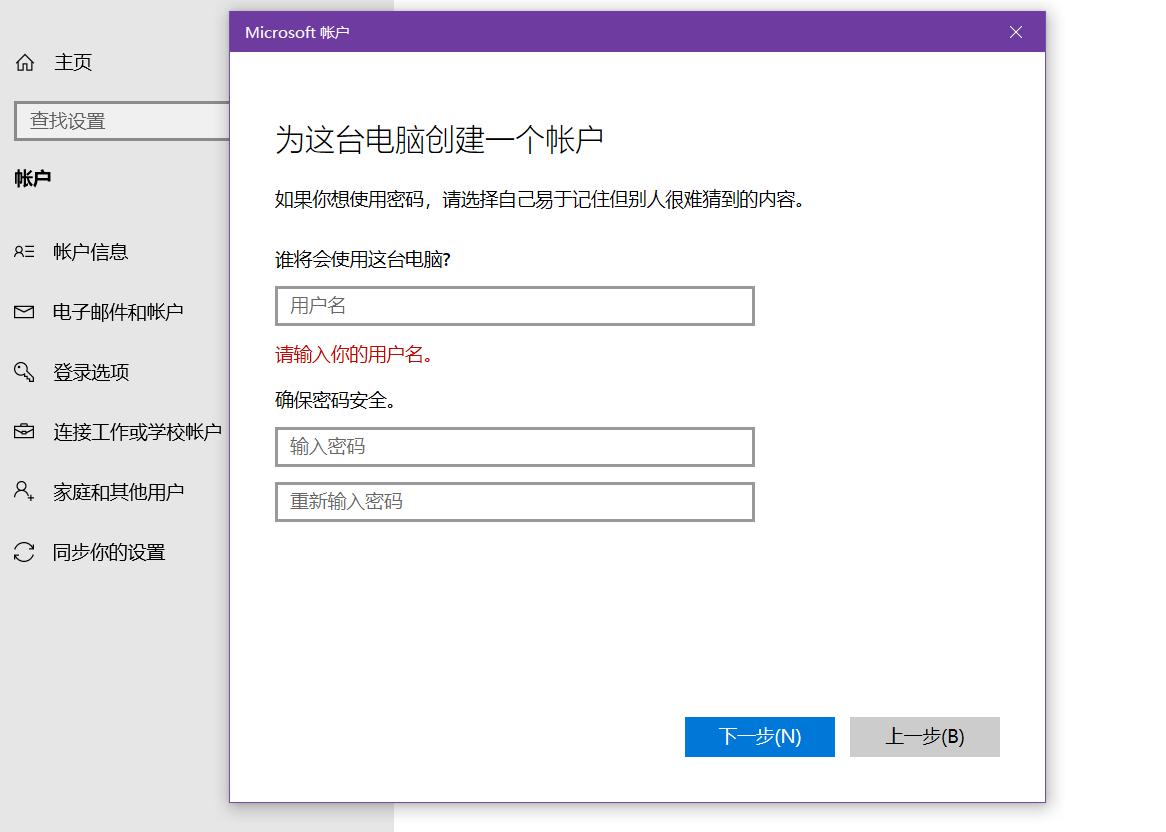 主页
查找设置
帐户
帐户信息
电子邮件和帐户
登录选项
连接工作或学校帐户
家庭和其他用户
同步你的设置
Microsoft 帐户
为这台电脑创建一个帐户
如果你想使用密码，请选择自己易于记住但别人很难猜到的内容。
谁将会使用这台电脑?
用户名
请输入你的用户名。
确保密码安全。
输入密码
重新输入密码
下一步(N)
上一步(B)